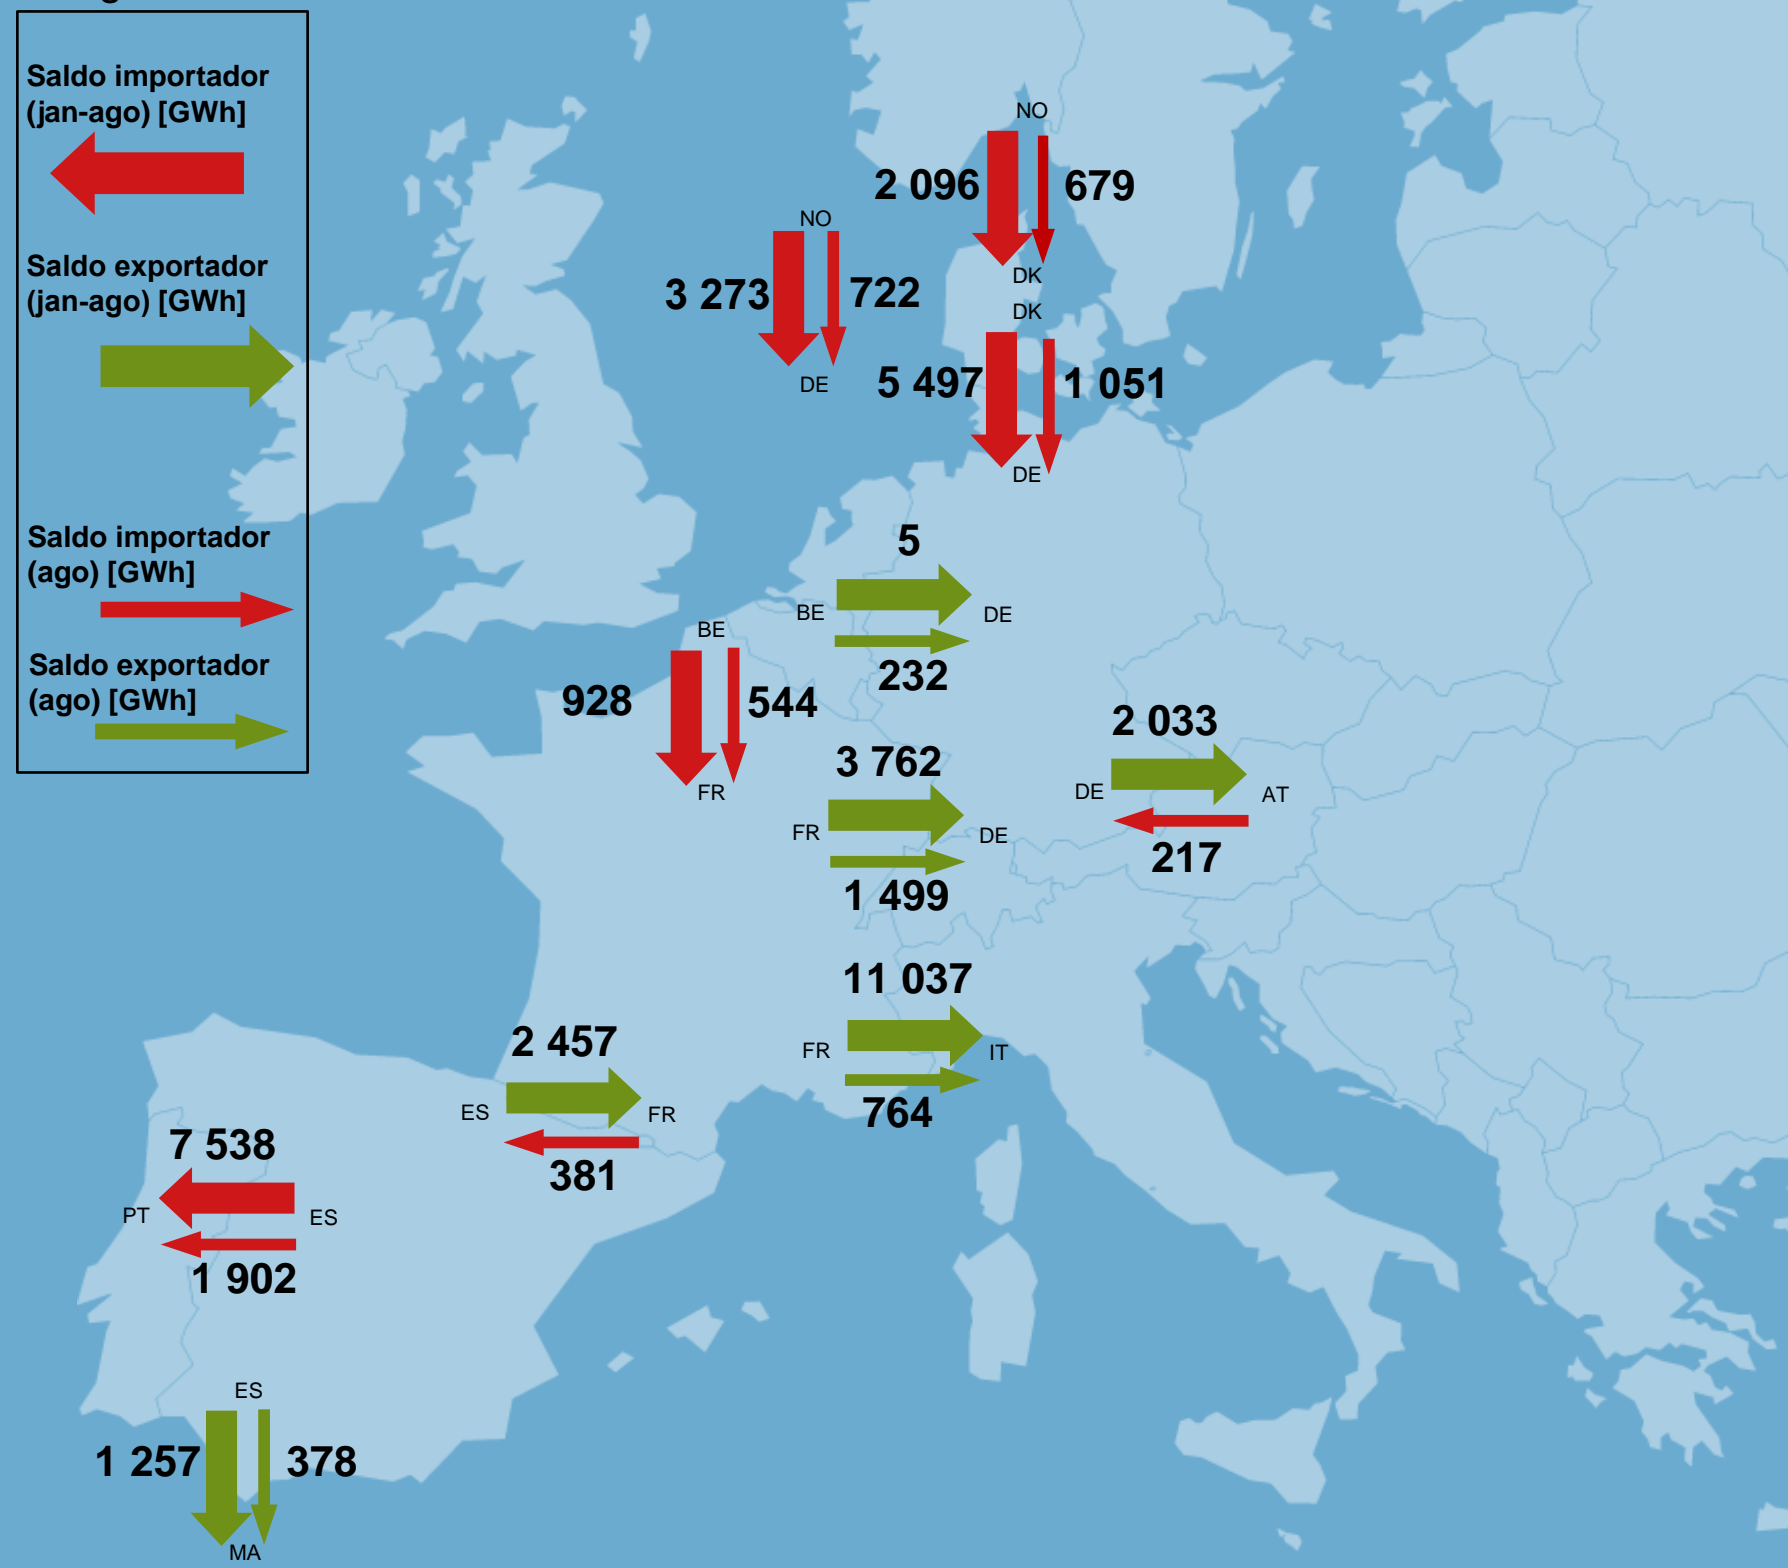 Saldo importador
(jan-ago) [GWh]
Saldo exportador
(jan-ago) [GWh]
Saldo importador
(ago) [GWh]
Saldo exportador
(ago) [GWh]
NO
2 096
679
DK
NO
3 273
722
DE
DK
5 497
1 051
DE
5
BE
DE
232
BE
928
544
FR
3 762
FR
DE
1 499
2 033
DE
AT
217
11 037
FR
IT
764
2 457
ES
FR
381
7 538
PT
ES
1 902
ES
1 257
378
MA